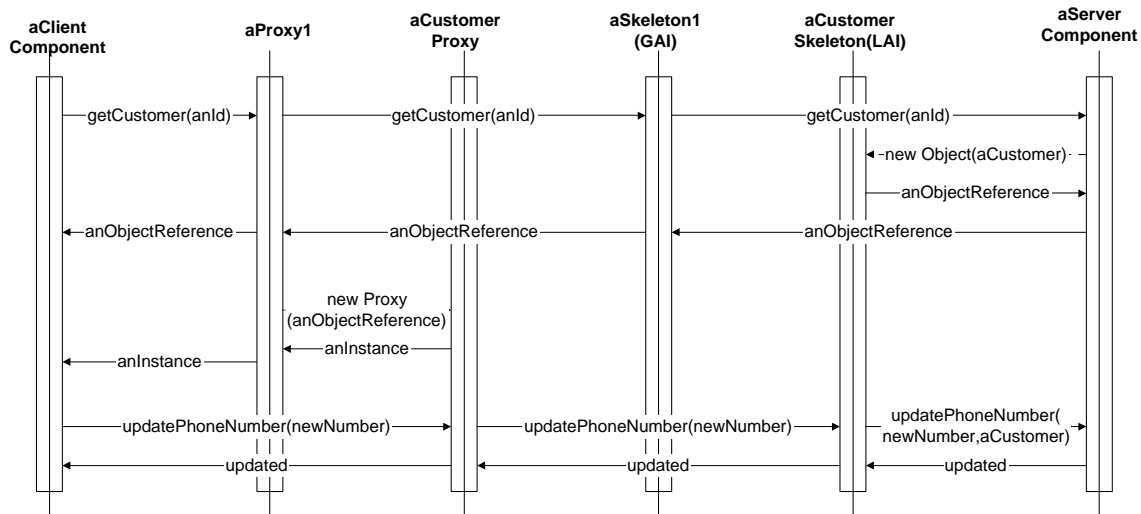 aClient
Component
aProxy1
aCustomer
Proxy
aSkeleton1
(GAI)
aCustomer
Skeleton(LAI)
aServer
Component
getCustomer(anId)
getCustomer(anId)
getCustomer(anId)
new Object(aCustomer)
anObjectReference
anObjectReference
anObjectReference
anObjectReference
new Proxy
(anObjectReference)
anInstance
anInstance
updatePhoneNumber(newNumber)
updatePhoneNumber(newNumber)
updatePhoneNumber(
newNumber,aCustomer)
updated
updated
updated